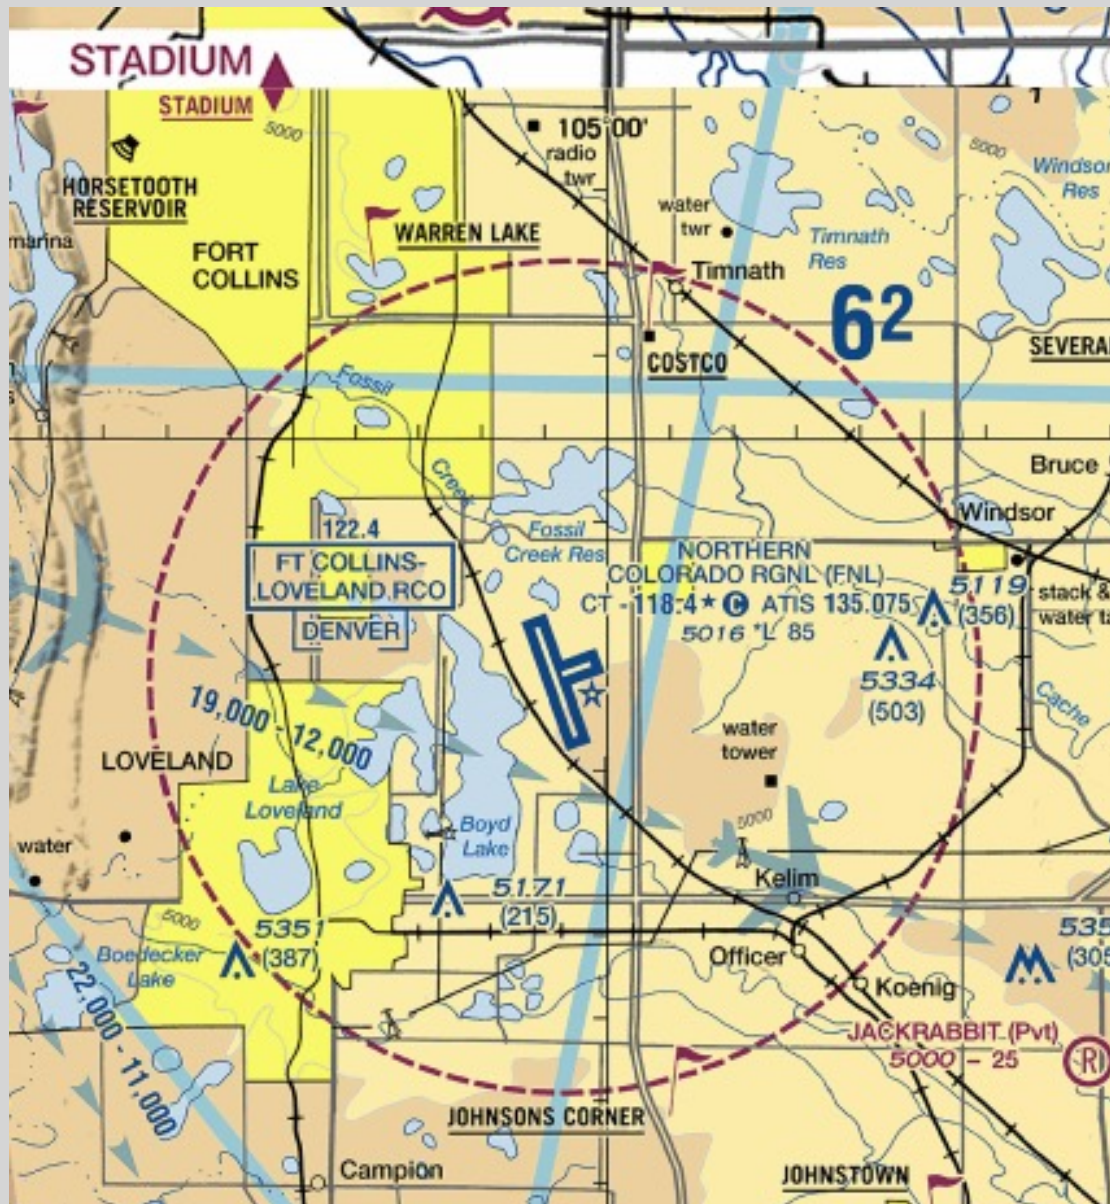 STADIUM
STADIUM
5000
105°00'
radio
twr
HORSETOOTH
RESERVOIR
marina
FORT
COLLINS
WARREN LAKE
water
twr
Timnath
Res
Windsor
Res
5000
Timnath
6²
COSTCO
SEVERA
Fossil
Creek
Bruce
Windsor
122.4
FT COLLINS-
LOVELAND RCO
DENVER
Fossil
Creek Res
NORTHERN
COLORADO RGNL (FNL)
CT - 118.4 ★ C ATIS 135.075
5016 *L 85
5119
(356)
stack &
water ta
5334
(503)
Cache
19,000 - 12,000
LOVELAND
Lake
Loveland
water
tower
5000
water
Boyd
Lake
Kelim
5171
(215)
5000
5351
(387)
Boedecker
Lake
Officer
Koenig
535
(305
22,000 - 11,000
JACKRABBIT (Pvt)
5000 - 25
R
JOHNSONS CORNER
Campion
JOHNSTOWN